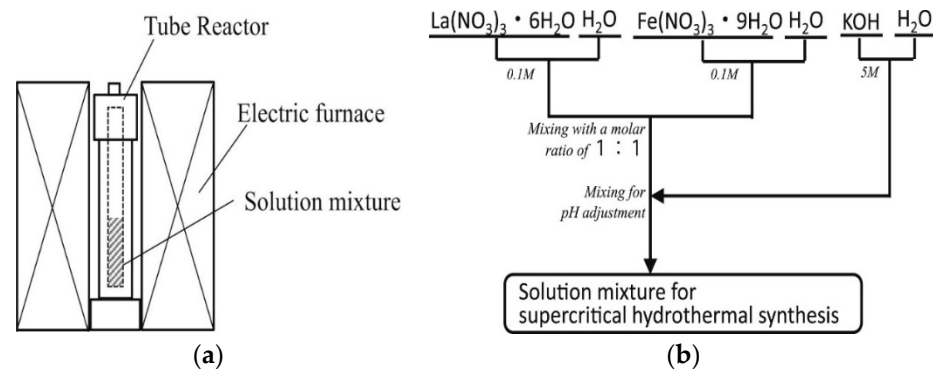 Tube Reactor
Electric furnace
Solution mixture
(a)
La(NO₃)₃・6H₂O H₂O Fe(NO₃)₃・9H₂O H₂O KOH H₂O
0.1M 0.1M 5M
Mixing with a molar
ratio of 1 : 1
Mixing for
pH adjustment
Solution mixture for
supercritical hydrothermal synthesis
(b)